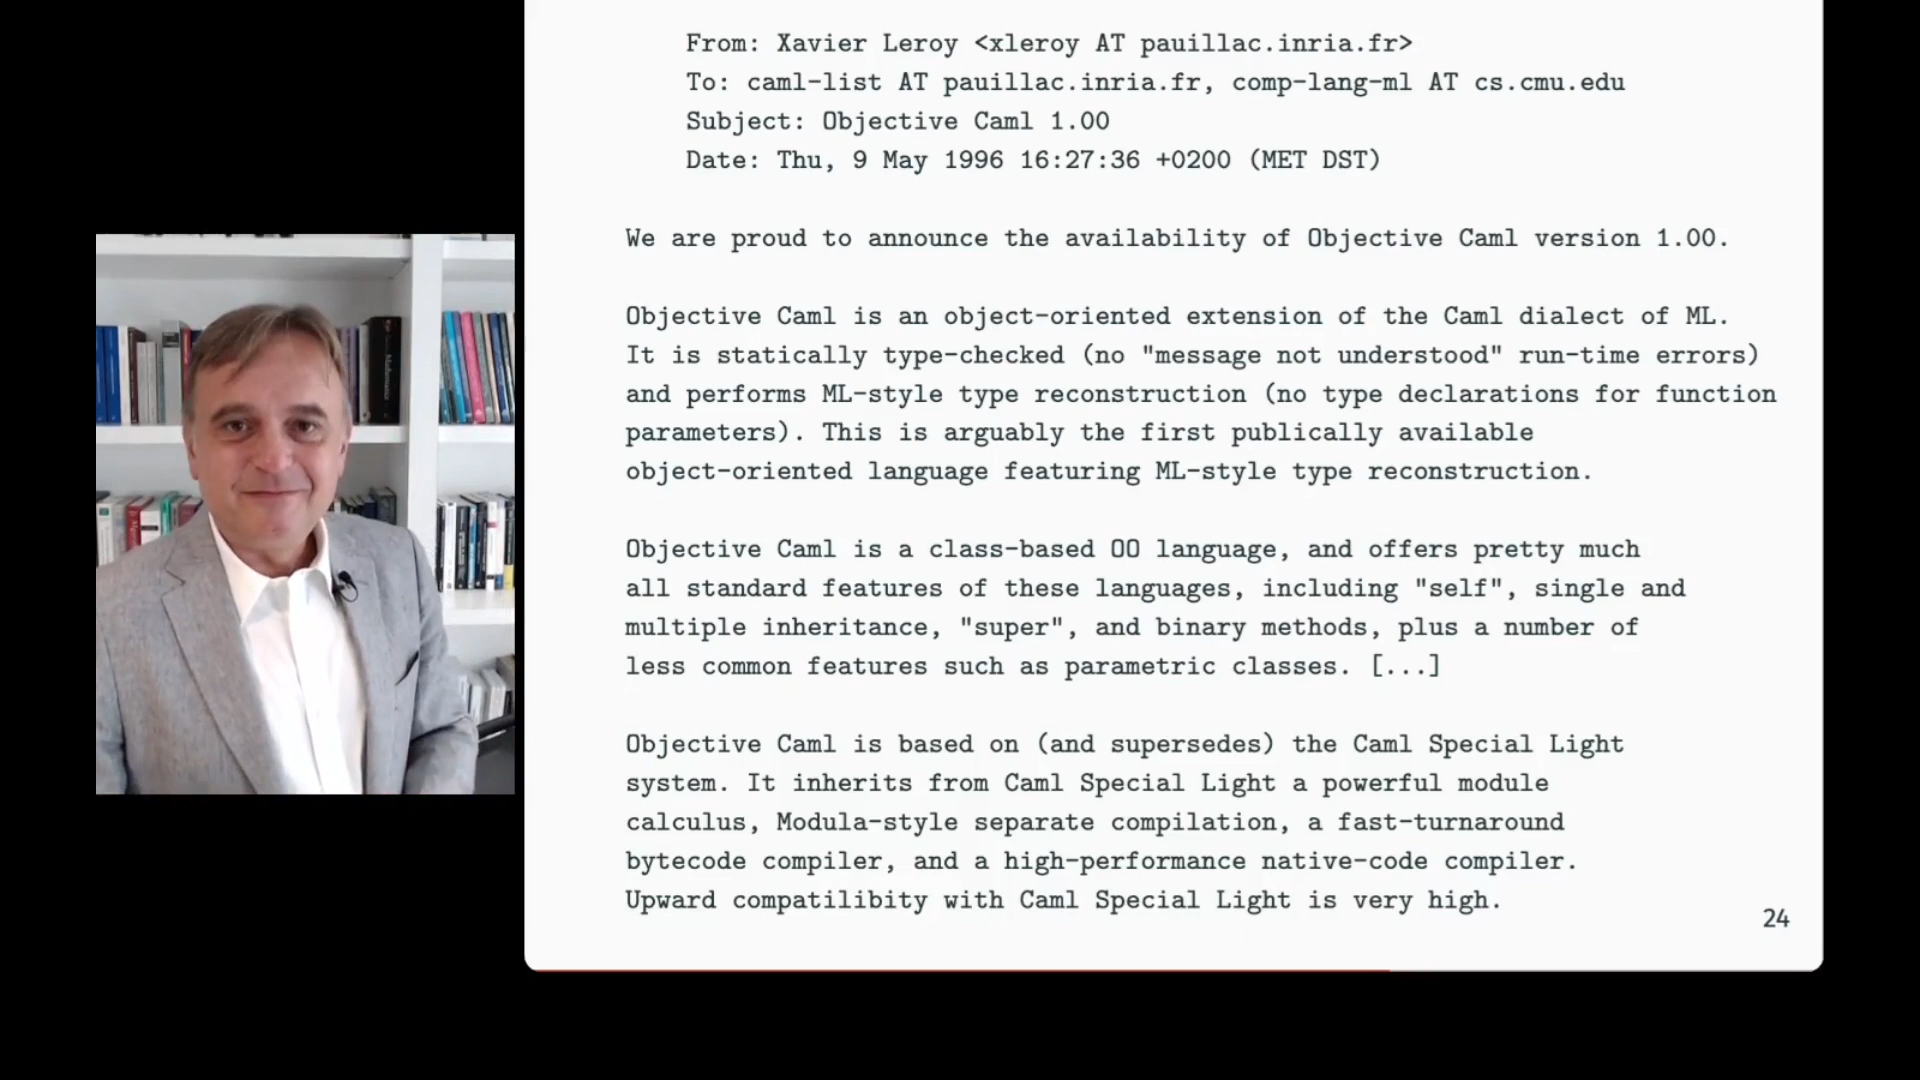 From: Xavier Leroy <xleroy AT pauillac.inria.fr>
To: caml-list AT pauillac.inria.fr, comp-lang-ml AT cs.cmu.edu
Subject: Objective Caml 1.00
Date: Thu, 9 May 1996 16:27:36 +0200 (MET DST)
We are proud to announce the availability of Objective Caml version 1.00.
Objective Caml is an object-oriented extension of the Caml dialect of ML.
It is statically type-checked (no "message not understood" run-time errors)
and performs ML-style type reconstruction (no type declarations for function
parameters). This is arguably the first publically available
object-oriented language featuring ML-style type reconstruction.
Objective Caml is a class-based OO language, and offers pretty much
all standard features of these languages, including "self", single and
multiple inheritance, "super", and binary methods, plus a number of
less common features such as parametric classes. [...]
Objective Caml is based on (and supersedes) the Caml Special Light
system. It inherits from Caml Special Light a powerful module
calculus, Modula-style separate compilation, a fast-turnaround
bytecode compiler, and a high-performance native-code compiler.
Upward compatilibity with Caml Special Light is very high.
24